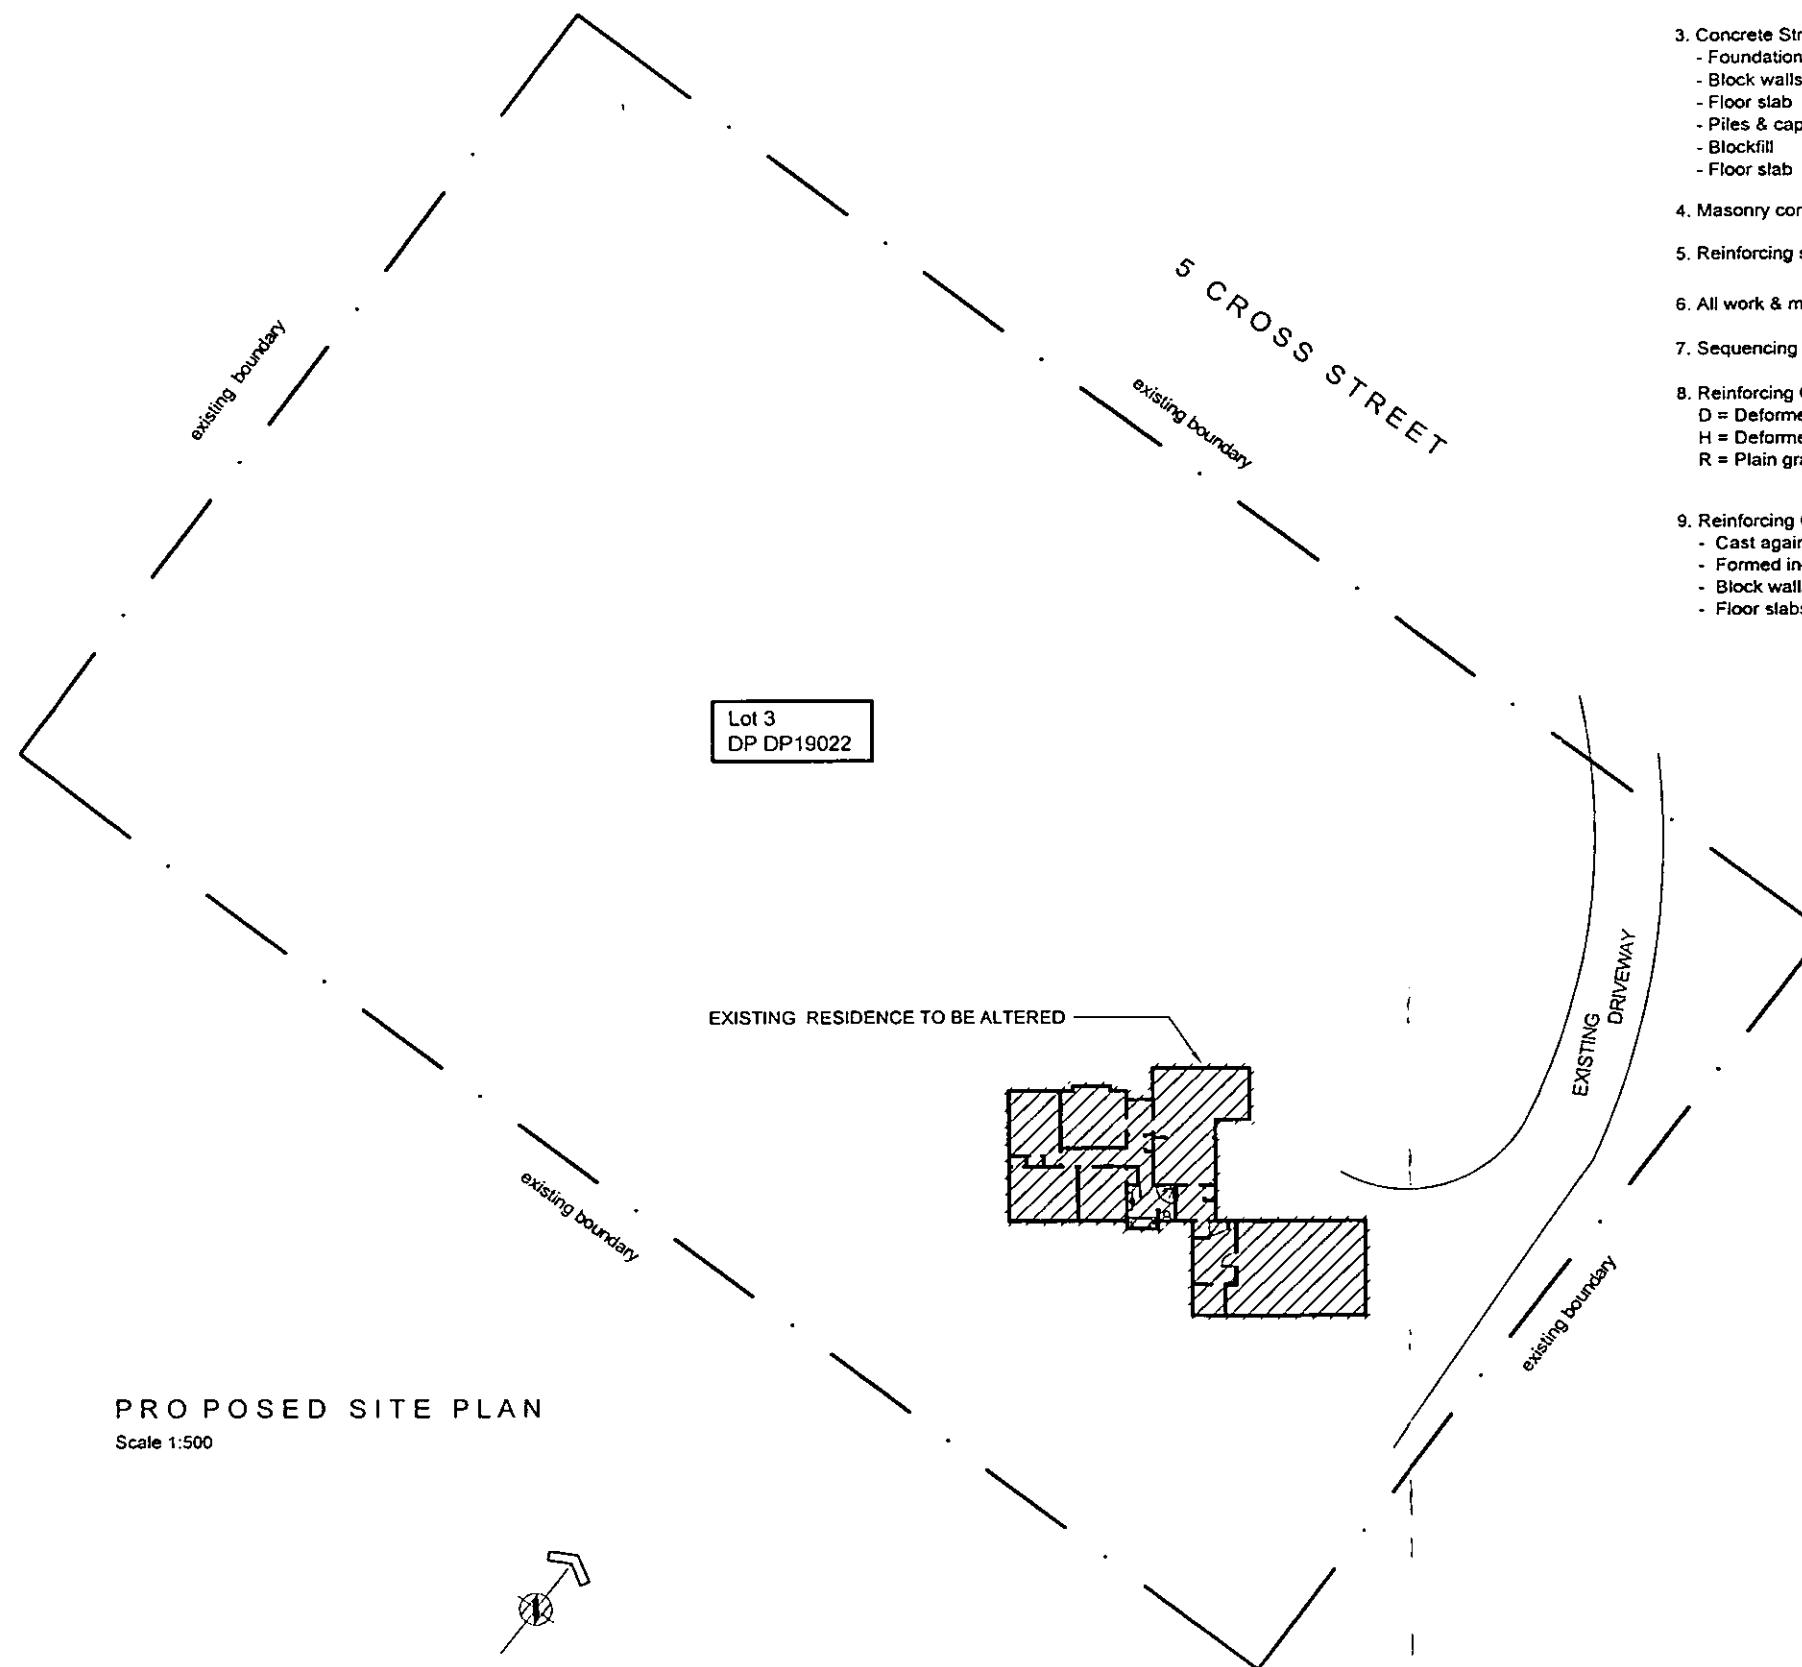 3. Concrete Str
- Foundation
- Block walls
- Floor slab
- Piles & cap
- Blockfill
- Floor slab
4. Masonry con
5. Reinforcing s
6. All work & m
7. Sequencing
8. Reinforcing
D = Deforme
H = Deforme
R = Plain gra
9. Reinforcing
- Cast again
- Formed in-
- Block wall
- Floor slabs
5 CROSS STREET
existing boundary
existing boundary
Lot 3
DP DP19022
EXISTING DRIVEWAY
EXISTING RESIDENCE TO BE ALTERED
existing boundary
existing boundary
PROPOSED SITE PLAN
Scale 1:500